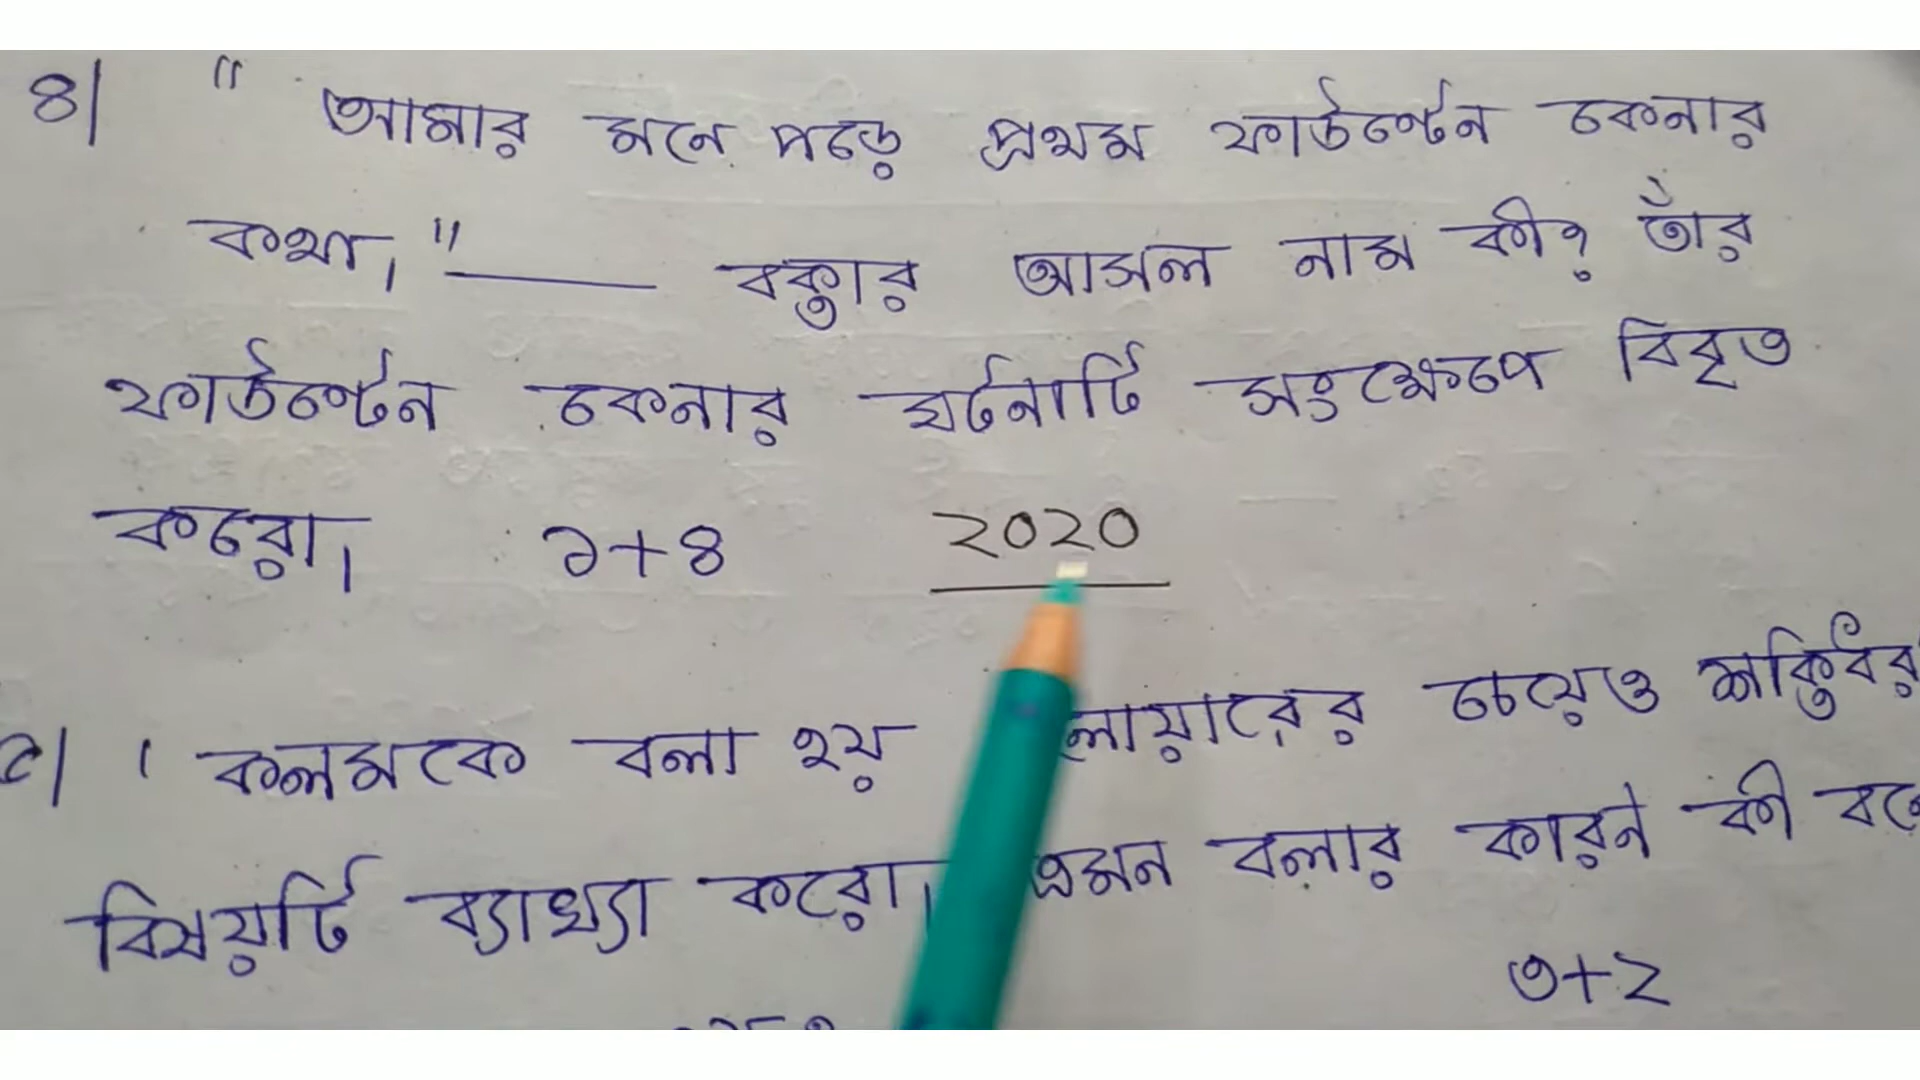 ৪। "আমার মনে পড়ে প্রথম ফাউন্টেন কেনার
কথা।" — বক্তার আসল নাম কী? তাঁর
ফাউন্টেন কেনার ঘটনাটি সংক্ষেপে বিবৃত
করো। ১+৪ ২০২০
৫। ' কলমকে বলা হয় চেয়েও শক্তিধর
বিষয়টি ব্যাখ্যা করো। এমন বলার কারন কী
৩+২